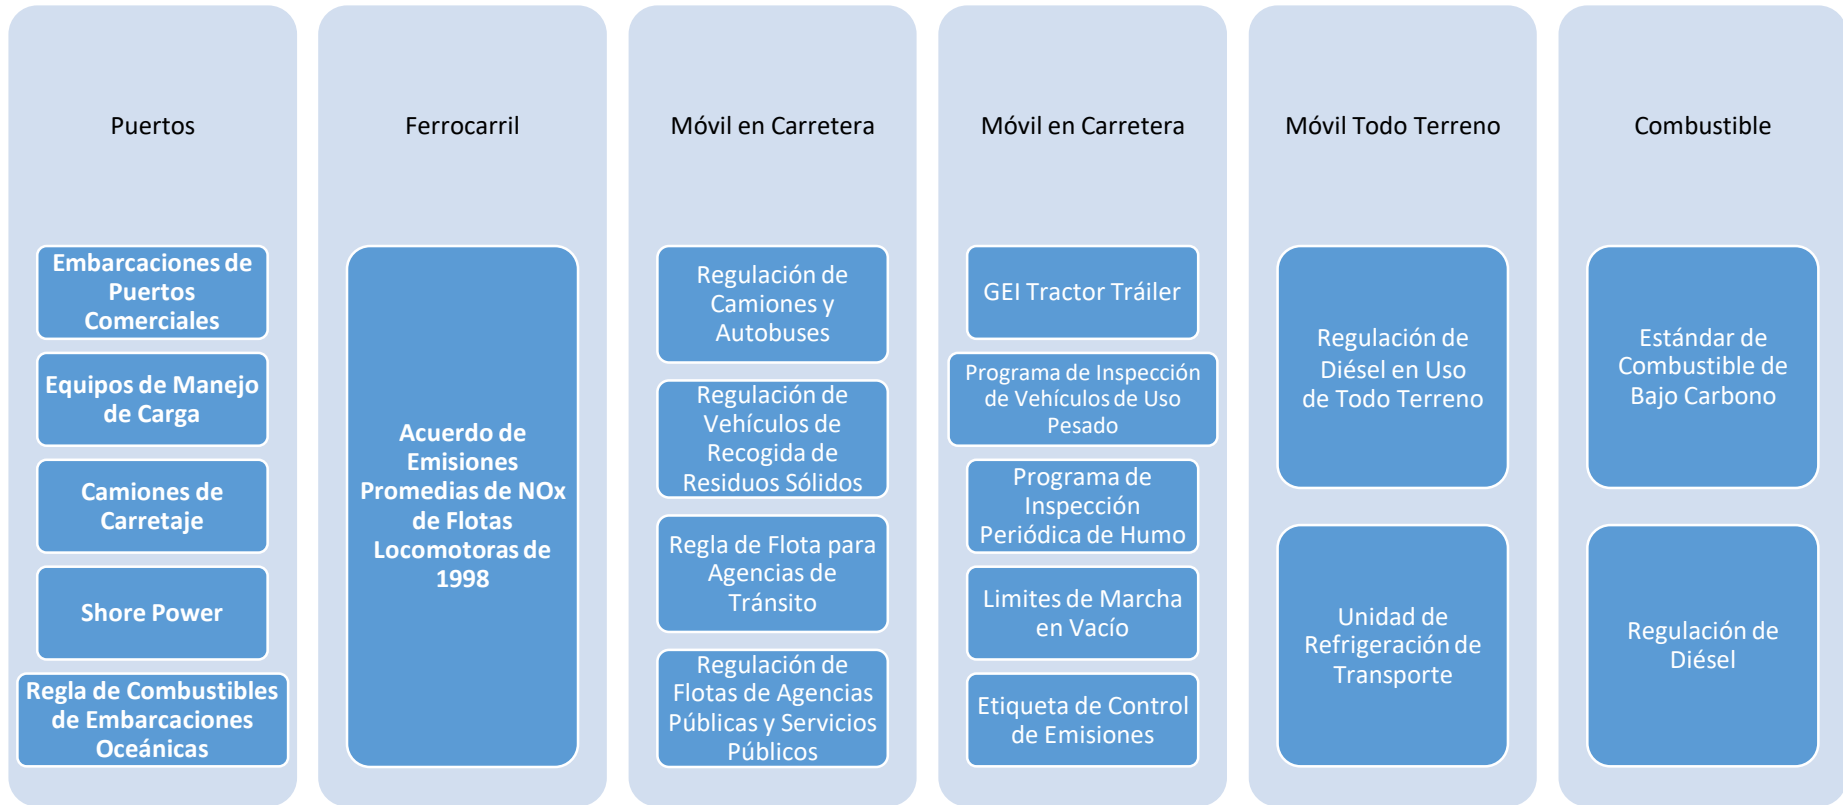 Puertos
Embarcaciones de
Puertos
Comerciales
Equipos de Manejo
de Carga
Camiones de
Carretaje
Shore Power
Regla de Combustibles
de Embarcaciones
Oceánicas
Ferrocarril
Acuerdo de
Emisiones
Promedias de NOx
de Flotas
Locomotoras de
1998
Móvil en Carretera
Regulación de
Camiones y
Autobuses
Regulación de
Vehículos de
Recogida de
Residuos Sólidos
Regla de Flota para
Agencias de
Tránsito
Regulación de
Flotas de Agencias
Públicas y Servicios
Públicos
Móvil en Carretera
GEI Tractor Tráiler
Programa de Inspección
de Vehículos de Uso
Pesado
Programa de
Inspección
Periódica de Humo
Limites de Marcha
en Vacío
Etiqueta de Control
de Emisiones
Móvil Todo Terreno
Regulación de
Diésel en Uso
de Todo Terreno
Unidad de
Refrigeración de
Transporte
Combustible
Estándar de
Combustible de
Bajo Carbono
Regulación de
Diésel